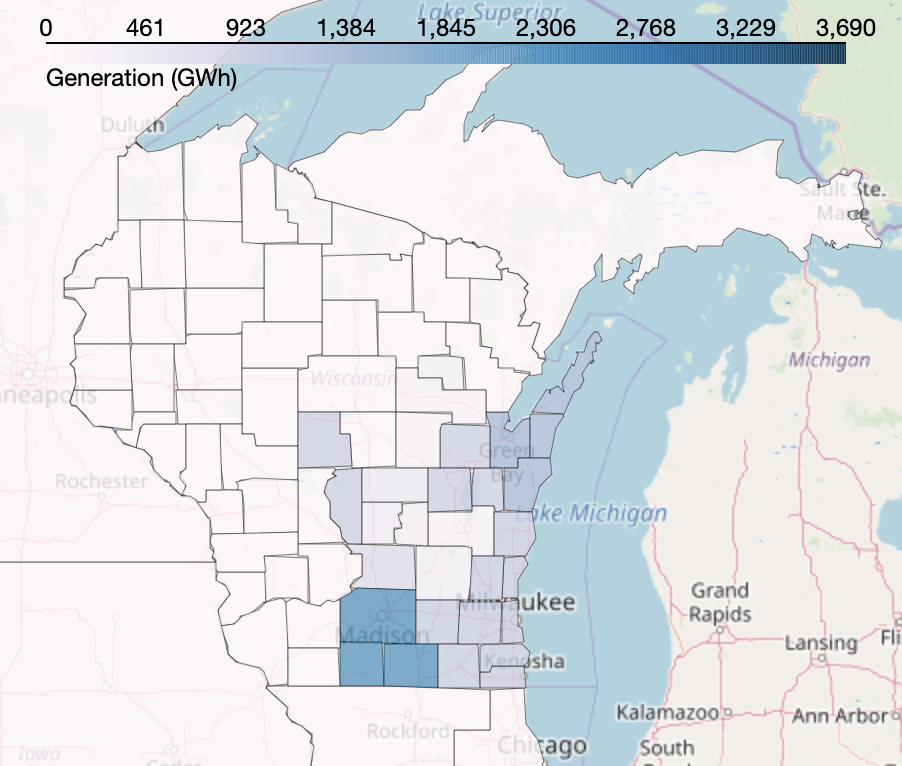 Lake Superior
0 461 923 1,384 1,845 2,306 2,768 3,229 3,690
Generation (GWh)
Duluth
Sault Ste.
Marie
Michigan
Wisconsin
neapolis
Green
Bay
Rochester
Lake Michigan
Grand
Rapids
Milwaukee
Madison
Lansing
Fli
Kenosha
Kalamazoo
Ann Arbor
Rockford
Chicago
South
Iowa